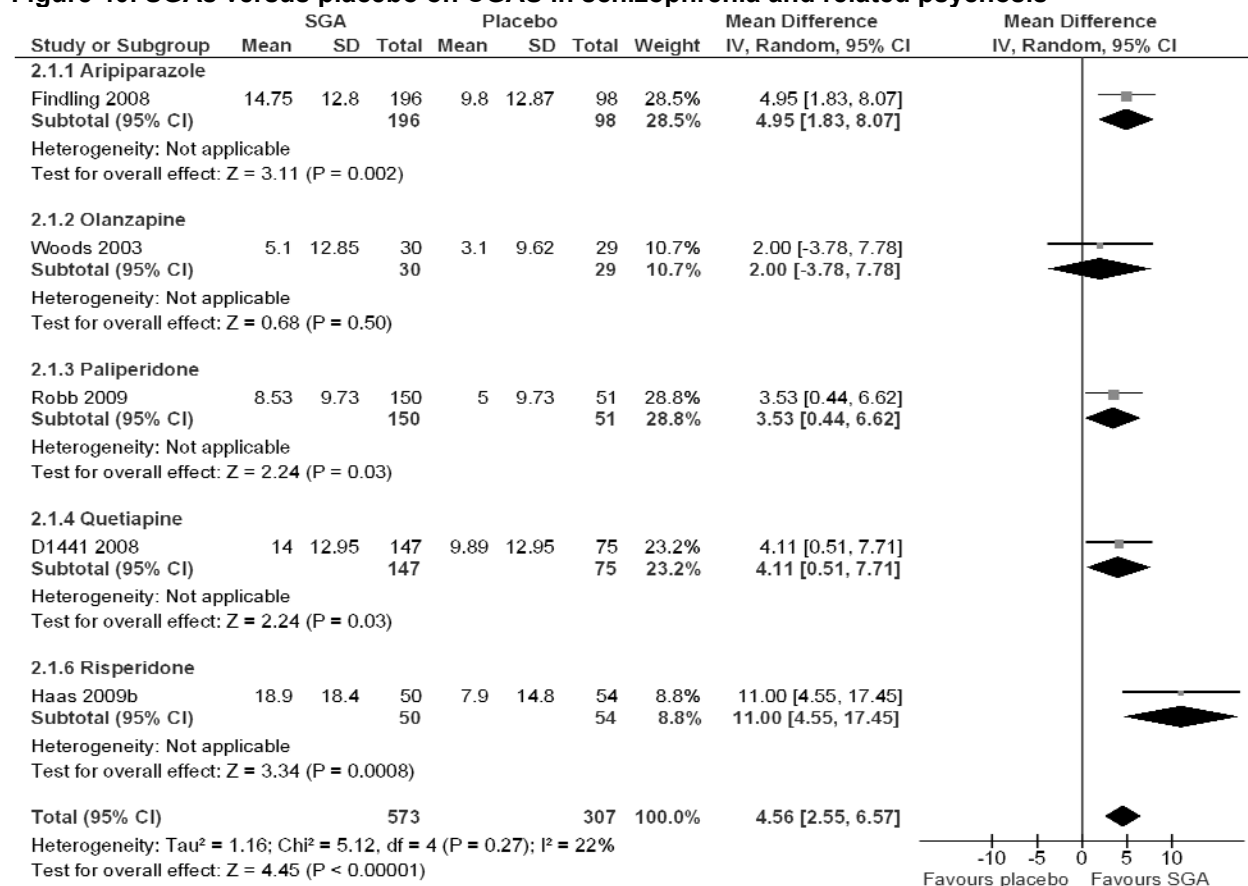 SGA Placebo Mean Difference Mean Difference
Study or Subgroup Mean SD Total Mean SD Total Weight IV, Random, 95% CI IV, Random, 95% CI
2.1.1 Aripiparazole
Findling 2008 14.75 12.8 196 9.8 12.87 98 28.5% 4.95 [1.83, 8.07]
Subtotal (95% CI) 196 98 28.5% 4.95 [1.83, 8.07]
Heterogeneity: Not applicable
Test for overall effect: Z = 3.11 (P = 0.002)
2.1.2 Olanzapine
Woods 2003 5.1 12.85 30 3.1 9.62 29 10.7% 2.00 [-3.78, 7.78]
Subtotal (95% CI) 30 29 10.7% 2.00 [-3.78, 7.78]
Heterogeneity: Not applicable
Test for overall effect: Z = 0.68 (P = 0.50)
2.1.3 Paliperidone
Robb 2009 8.53 9.73 150 5 9.73 51 28.8% 3.53 [0.44, 6.62]
Subtotal (95% CI) 150 51 28.8% 3.53 [0.44, 6.62]
Heterogeneity: Not applicable
Test for overall effect: Z = 2.24 (P = 0.03)
2.1.4 Quetiapine
D1441 2008 14 12.95 147 9.89 12.95 75 23.2% 4.11 [0.51, 7.71]
Subtotal (95% CI) 147 75 23.2% 4.11 [0.51, 7.71]
Heterogeneity: Not applicable
Test for overall effect: Z = 2.24 (P = 0.03)
2.1.6 Risperidone
Haas 2009b 18.9 18.4 50 7.9 14.8 54 8.8% 11.00 [4.55, 17.45]
Subtotal (95% CI) 50 54 8.8% 11.00 [4.55, 17.45]
Heterogeneity: Not applicable
Test for overall effect: Z = 3.34 (P = 0.0008)
Total (95% CI) 573 307 100.0% 4.56 [2.55, 6.57]
Heterogeneity: Tau² = 1.16; Chi² = 5.12, df = 4 (P = 0.27); I² = 22%
Test for overall effect: Z = 4.45 (P < 0.00001)
-10 -5 0 5 10
Favours placebo Favours SGA